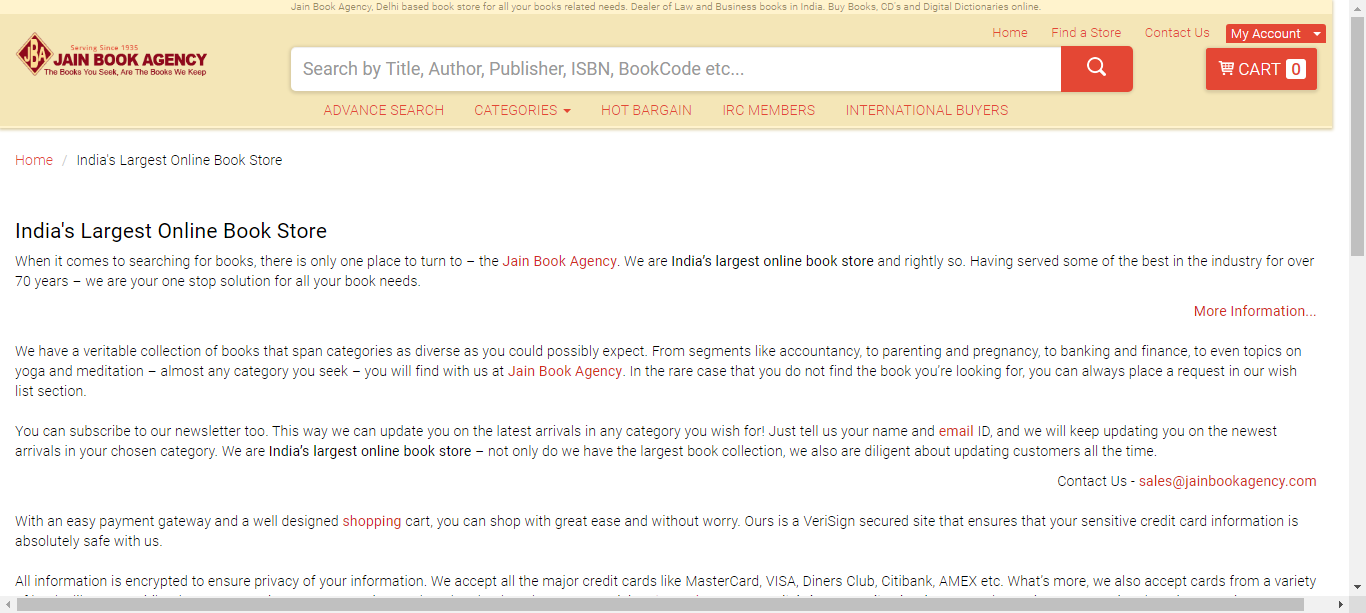 Jain Book Agency, Delhi based book store for all your books related needs. Dealer of Law and Business books in India. Buy Books, CD's and Digital Dictionaries online.
Home Find a Store Contact Us My Account
Serving Since 1935
JBA JAIN BOOK AGENCY
The Books You Seek, Are The Books We Keep
Search by Title, Author, Publisher, ISBN, BookCode etc...
CART 0
ADVANCE SEARCH CATEGORIES HOT BARGAIN IRC MEMBERS INTERNATIONAL BUYERS
Home / India's Largest Online Book Store
India's Largest Online Book Store
When it comes to searching for books, there is only one place to turn to – the Jain Book Agency. We are India's largest online book store and rightly so. Having served some of the best in the industry for over
70 years – we are your one stop solution for all your book needs.
More Information...
We have a veritable collection of books that span categories as diverse as you could possibly expect. From segments like accountancy, to parenting and pregnancy, to banking and finance, to even topics on
yoga and meditation – almost any category you seek – you will find with us at Jain Book Agency. In the rare case that you do not find the book you're looking for, you can always place a request in our wish
list section.
You can subscribe to our newsletter too. This way we can update you on the latest arrivals in any category you wish for! Just tell us your name and email ID, and we will keep updating you on the newest
arrivals in your chosen category. We are India's largest online book store – not only do we have the largest book collection, we also are diligent about updating customers all the time.
Contact Us - sales@jainbookagency.com
With an easy payment gateway and a well designed shopping cart, you can shop with great ease and without worry. Ours is a VeriSign secured site that ensures that your sensitive credit card information is
absolutely safe with us.
All information is encrypted to ensure privacy of your information. We accept all the major credit cards like MasterCard, VISA, Diners Club, Citibank, AMEX etc. What's more, we also accept cards from a variety